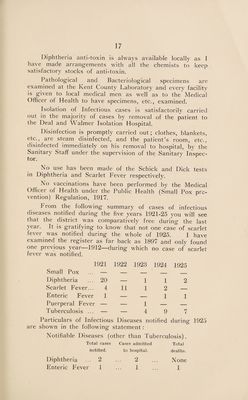 17
Diphtheria anti-toxin is always available locally as I
have made arrangements with all the chemists to keep
satisfactory stocks of anti-toxin.
Pathological and Bacteriological specimens are
examined at the Kent County Laboratory and every facility
is given to local medical men as well as to the Medical
Officer of Health to have specimens, etc., examined.
Isolation of Infectious cases is satisfactorily carried
out in the majority of cases by removal of the patient to
the Deal and Walmer Isolation Hospital.
Disinfection is promptly carried out; clothes, blankets,
etc., are steam disinfected, and the patient's room, etc.,
disinfected immediately on his removal to hospital, by the
Sanitary Staff under the supervision of the Sanitary Inspec-
tor.
No use has been made of the Schick and Dick tests
in Diphtheria and Scarlet Fever respectively.
No vaccinations have been performed by the Medical
Officer of Health under the Public Health (Small Pox pre-
vention) Regulation, 1917.
From the following summary of cases of infectious
diseases notified during the five years 1921-25 you will see
that the district was comparatively free during the last
year. It is gratifying to know that not one case of scarlet
fever was notified during the whole of 1925. I have
examined the register as far back as 1897 and only found
one previous year—1912—during which no case of scarlet
fever was notified.
1921 1922 1923 1924 1925
Small Pox ... — — — — —
Diphtheria ... 20 — 1 1 2
Scarlet Fever... 4 11 1 2 —
Enteric Fever 1 — — 1 1
Puerperal Fever — — 1 — —
Tuberculosis ... — — 4 9 7
Particulars of Infectious Diseases notified during 1925
are shown in the following statement:
Notifiable Diseases (other than Tuberculosis).
Total cases Cases admitted Total
notified. to hospital. deaths.
Diphtheria ... 2 ... 2 ... None
Enteric Fever 1 ... 1 ... 1